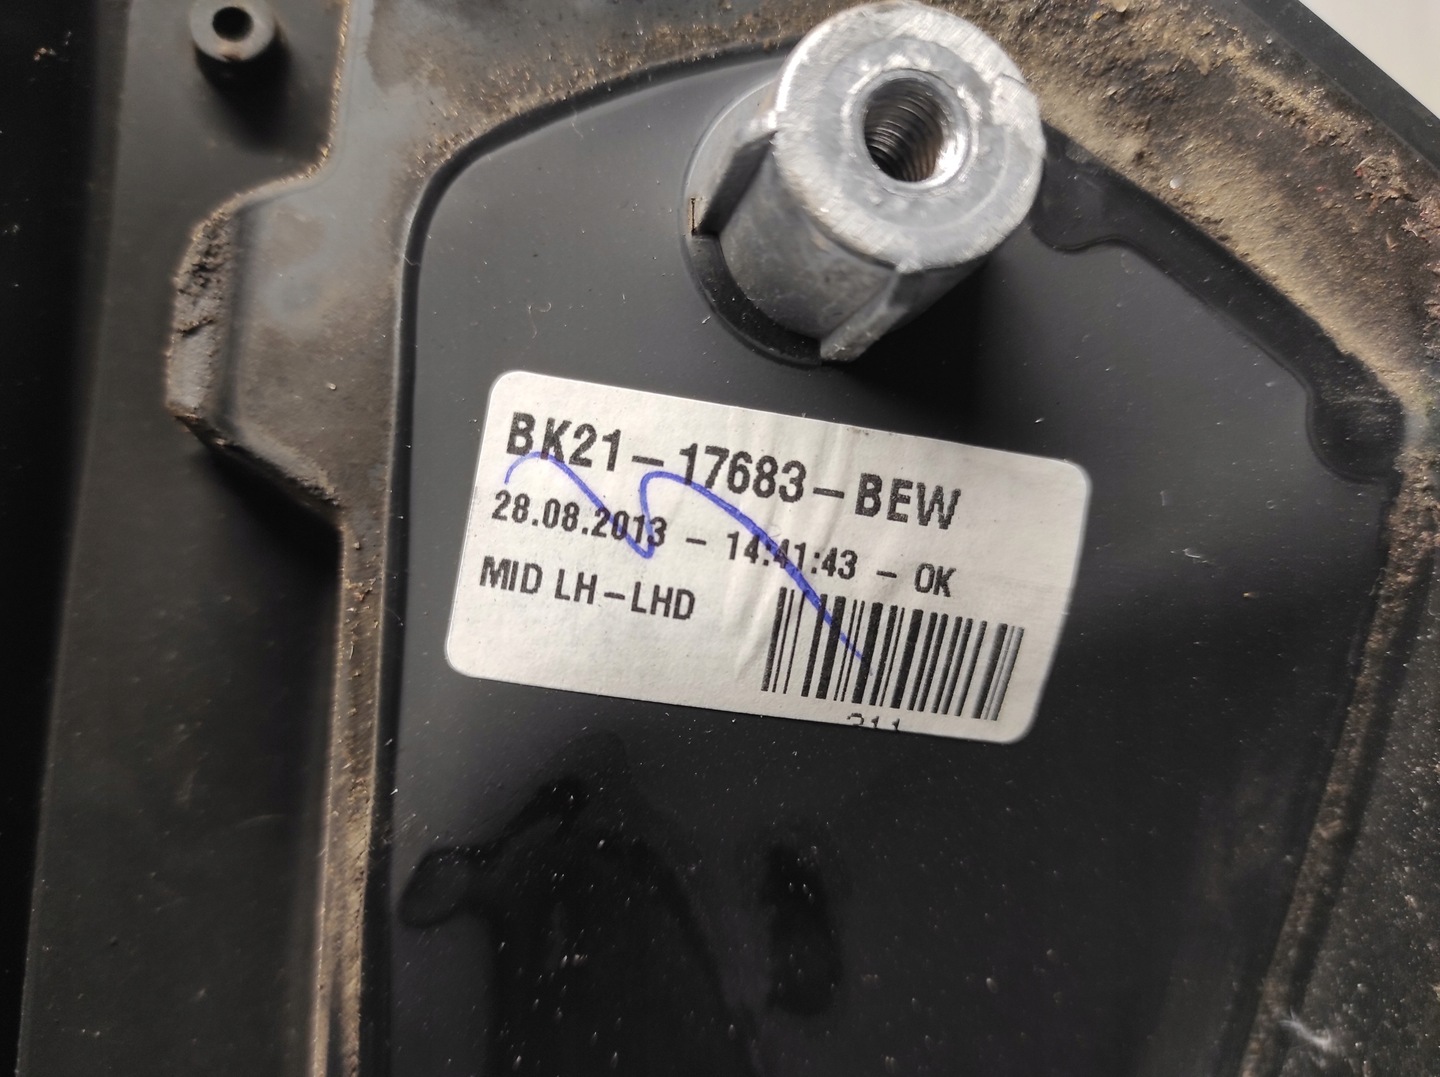 BK21-17683-BEW
28.08.2013 - 14:41:43 - OK
MID LH-LHD